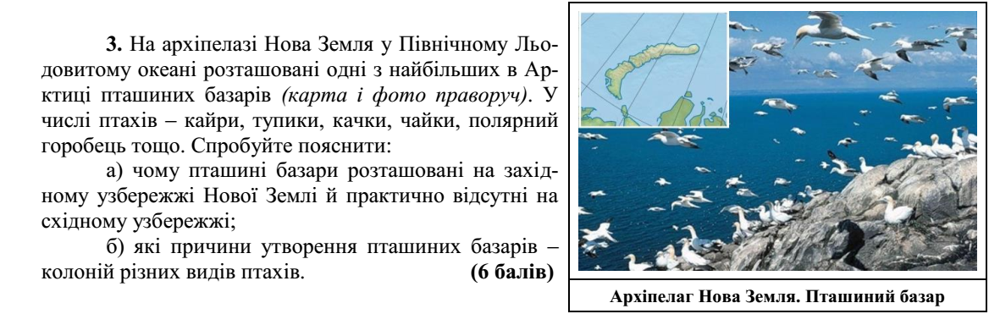 3. На архіпелазі Нова Земля у Північному Льо-
довитому океані розташовані одні з найбільших в Ар-
ктиці пташиних базарів (карта і фото праворуч). У
числі птахів – кайри, тупики, качки, чайки, полярний
горобець тощо. Спробуйте пояснити:
а) чому пташині базари розташовані на захід-
ному узбережжі Нової Землі й практично відсутні на
східному узбережжі;
б) які причини утворення пташиних базарів –
колоній різних видів птахів. (6 балів)
Архіпелаг Нова Земля. Пташиний базар